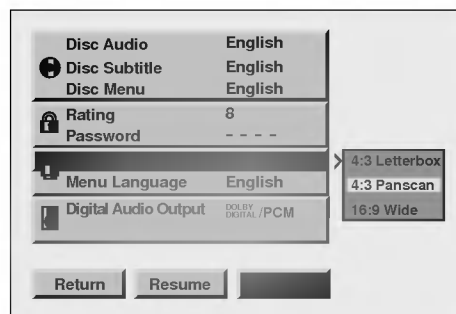 Disc Audio English
Disc Subtitle English
Disc Menu English
Rating 8
Password - - - -
4:3 Letterbox
4:3 Panscan
Menu Language English
16:9 Wide
Digital Audio Output DOLBY DIGITAL /PCM
Return Resume